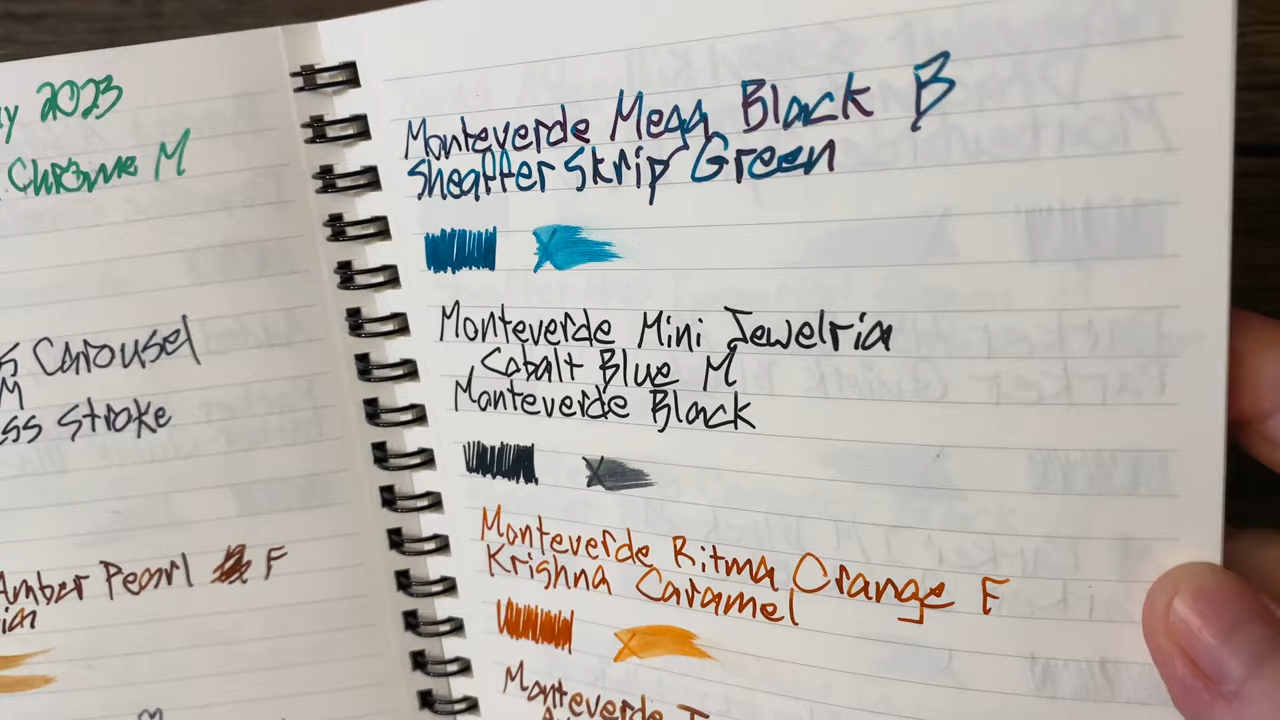 2023
Chrome M
Carousel
M
Stroke
Amber Pearl F
Monteverde Mega Black B
Sheaffer Skrip Green
Monteverde Mini Jewelria
Cobalt Blue M
Monteverde Black
Monteverde Ritma Orange F
Krishna Caramel
Monteverde